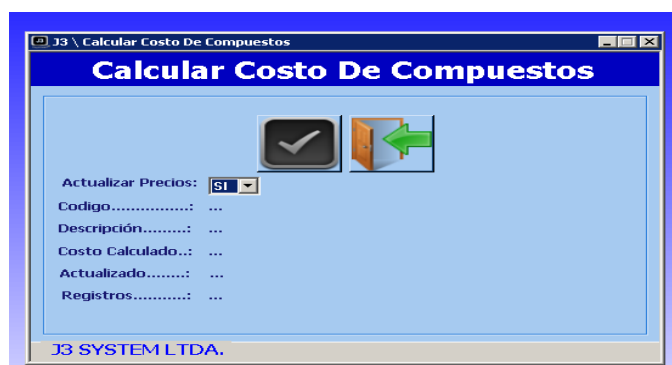 J3 \ Calcular Costo De Compuestos
Calcular Costo De Compuestos
Actualizar Precios: SI
Codigo...............: ...
Descripción.........: ...
Costo Calculado..: ...
Actualizado........: ...
Registros...........: ...
J3 SYSTEM LTDA.